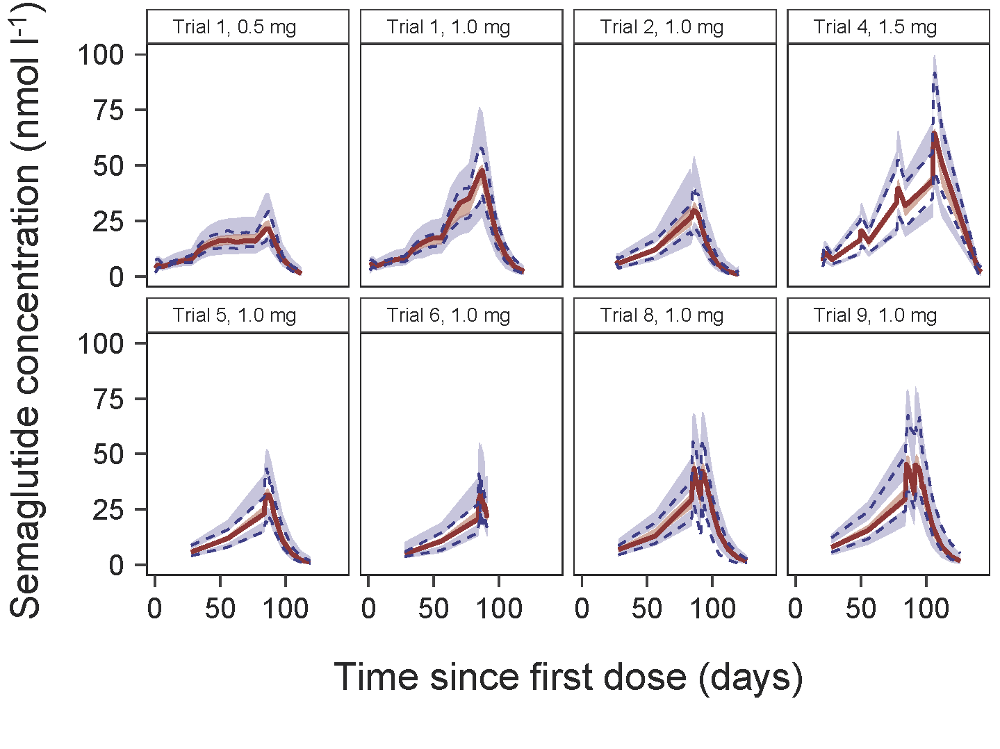 Semaglutide concentration (nmol l⁻¹)
Trial 1, 0.5 mg
Trial 1, 1.0 mg
Trial 2, 1.0 mg
Trial 4, 1.5 mg
100
75
50
25
0
Trial 5, 1.0 mg
Trial 6, 1.0 mg
Trial 8, 1.0 mg
Trial 9, 1.0 mg
100
75
50
25
0
0 50 100 0 50 100 0 50 100 0 50 100
Time since first dose (days)